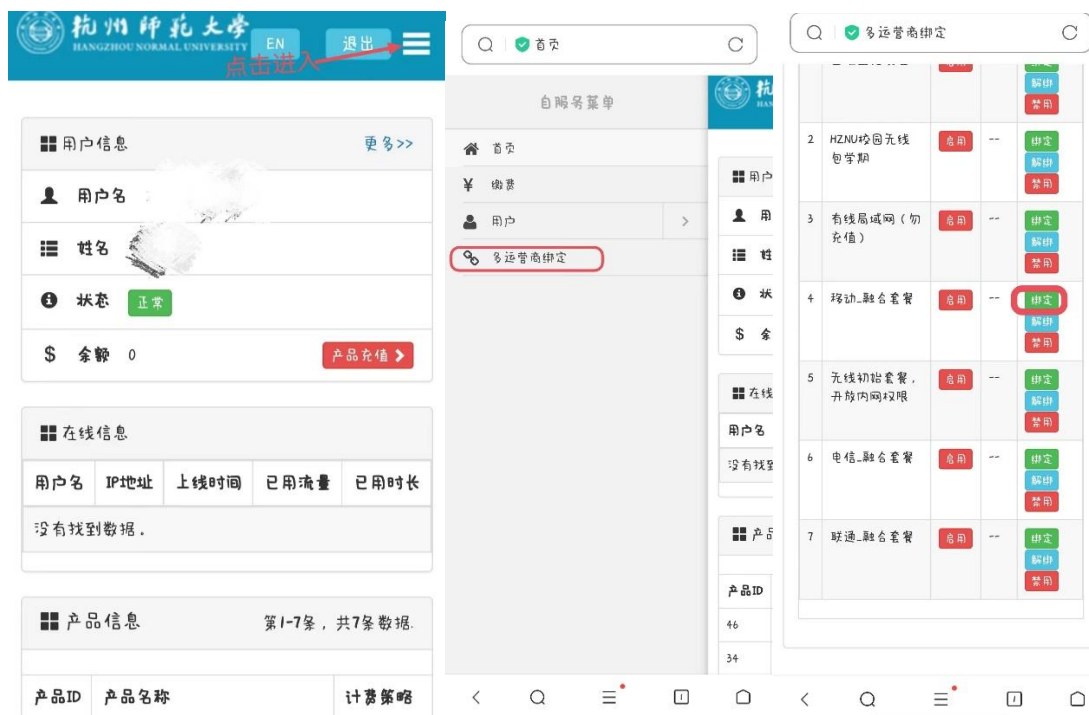 杭州师范大学
HANGZHOU NORMAL UNIVERSITY
EN
退出
点击进入
用户信息
更多>>
用户名
姓名
状态 正常
$ 余额 0
产品充值
在线信息
用户名 IP地址 上线时间 已用流量 已用时长
没有找到数据.
产品信息
第1-7条,共7条数据.
产品ID 产品名称 计费策略
首页
自服务菜单
首页
¥ 缴费
用户
多运营商绑定
杭
用户
用
姓
状
$ 余
在线
用户名
没有找到
产品
产品ID
46
34
多运营商绑定
解绑
禁用
2 HZNU校园无线 启用 -- 绑定
包学期 解绑
禁用
3 有线局域网(勿 启用 -- 绑定
充值) 解绑
禁用
4 移动_融合套餐 启用 -- 绑定
解绑
禁用
5 无线初始套餐, 启用 -- 绑定
开放内网权限 解绑
禁用
6 电信_融合套餐 启用 -- 绑定
解绑
禁用
7 联通_融合套餐 启用 -- 绑定
解绑
禁用